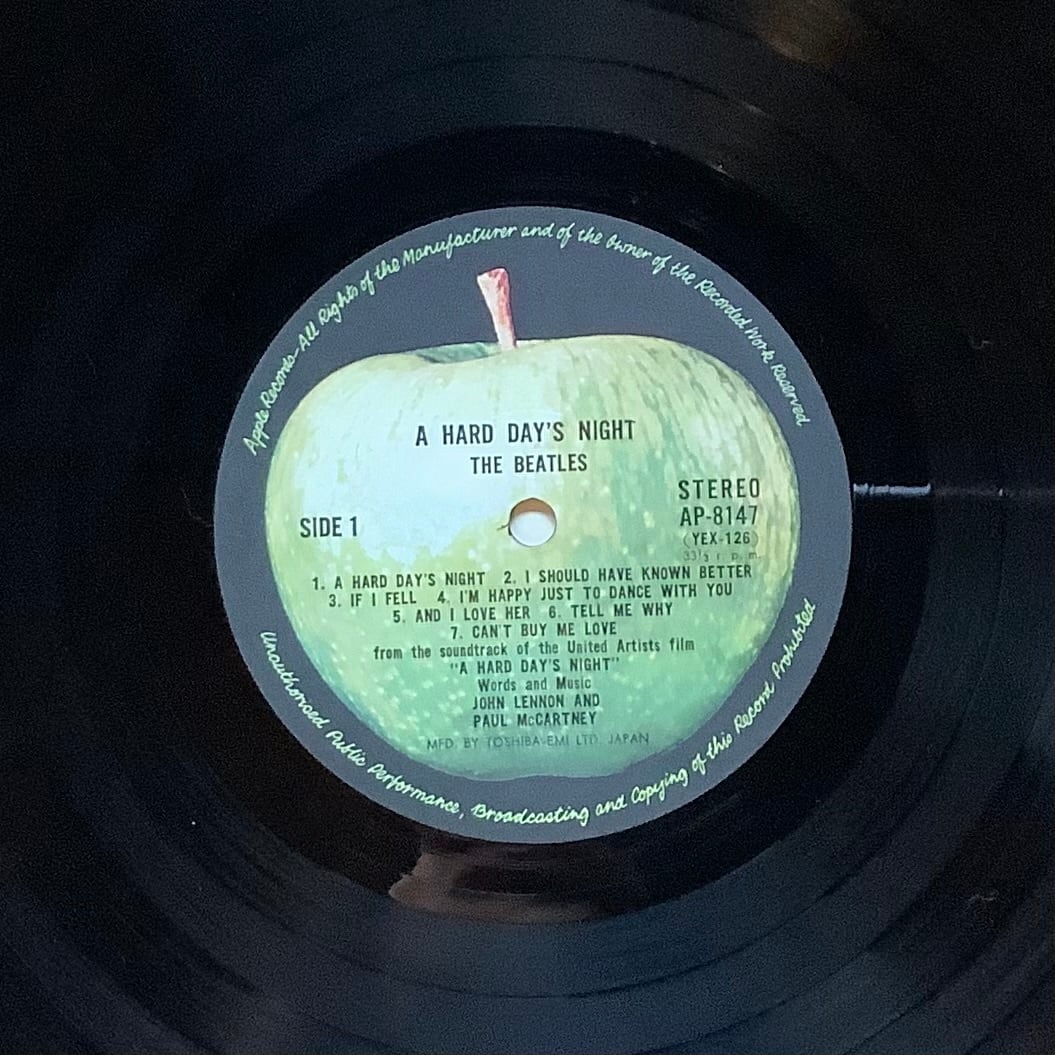 Apple Records-All Rights of the Manufacturer and of the Owner of the Recorded Work Reserved
A HARD DAY'S NIGHT
THE BEATLES
STEREO
AP-8147
SIDE 1
(YEX-126)
33⅓ r. p. m.
1. A HARD DAY'S NIGHT 2. I SHOULD HAVE KNOWN BETTER
3. IF I FELL 4. I'M HAPPY JUST TO DANCE WITH YOU
5. AND I LOVE HER 6. TELL ME WHY
7. CAN'T BUY ME LOVE
from the soundtrack of the United Artists film
"A HARD DAY'S NIGHT"
Words and Music
JOHN LENNON AND
PAUL McCARTNEY
MFD. BY TOSHIBA-EMI LTD. JAPAN
Unauthorised Public Performance, Broadcasting and Copying of this Record Prohibited